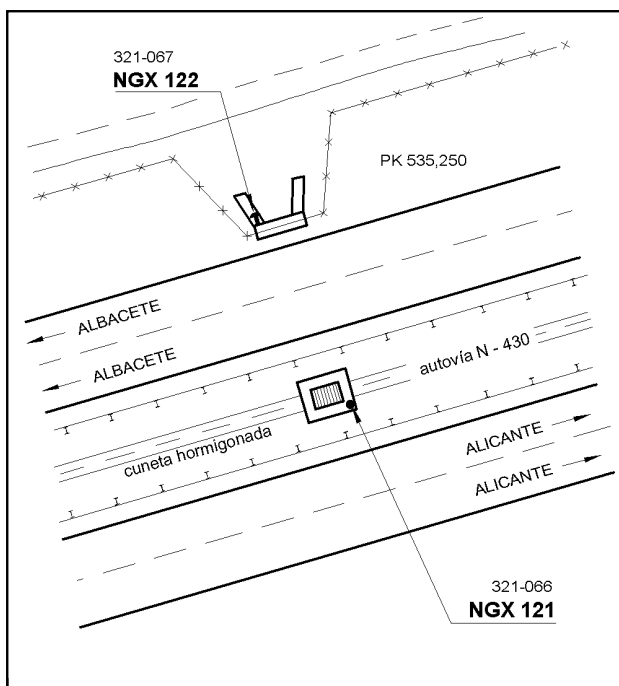 321-067
NGX 122
PK 535,250
ALBACETE
ALBACETE
autovía N - 430
cuneta hormigonada
ALICANTE
ALICANTE
321-066
NGX 121